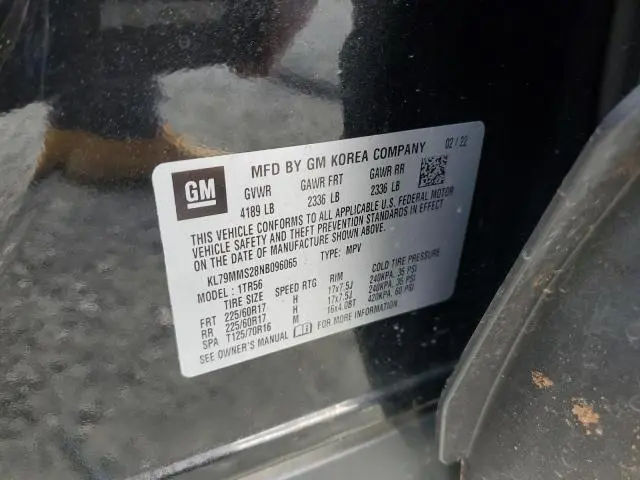 GM
MFD BY GM KOREA COMPANY 02 / 22
GVWR GAWR FRT GAWR RR
4189 LB 2336 LB 2336 LB
THIS VEHICLE CONFORMS TO ALL APPLICABLE U.S. FEDERAL MOTOR
VEHICLE SAFETY AND THEFT PREVENTION STANDARDS IN EFFECT
ON THE DATE OF MANUFACTURE SHOWN ABOVE.
KL79MMS28NB096065 TYPE: MPV
MODEL : 1TR56
TIRE SIZE SPEED RTG RIM COLD TIRE PRESSURE
FRT 225/60R17 H 17x7.5J 240KPA, 35 PSI
RR 225/60R17 H 17x7.5J 240KPA, 35 PSI
SPA T125/70R16 M 16x4.0BT 420KPA, 60 PSI
SEE OWNER'S MANUAL FOR MORE INFORMATION.